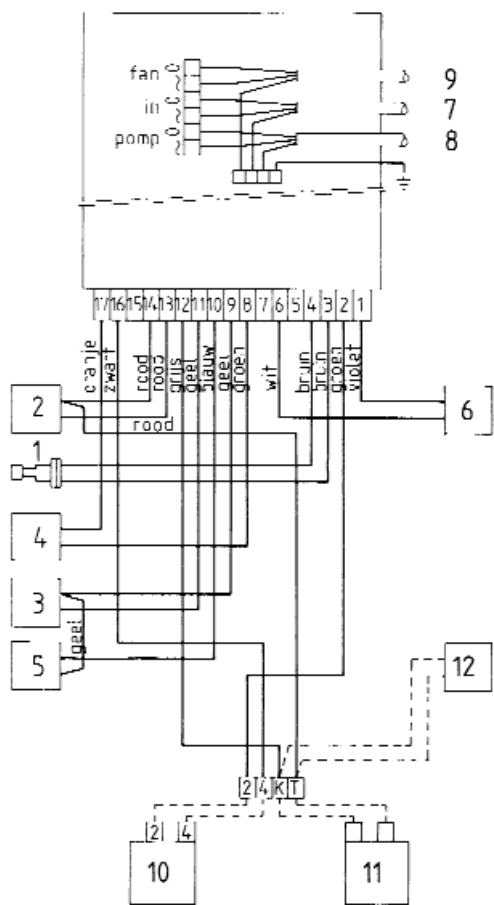 fan 9
in 7
pomp 8
17 16 15 14 13 12 11 10 9 8 7 6 5 4 3 2 1
oranje zwart rood rood grijs geel blauw geel groen wit bruin bruin groen violet
2 6
rood
1
4
3
geel
5 12
2 4 K T
2 4
10 11